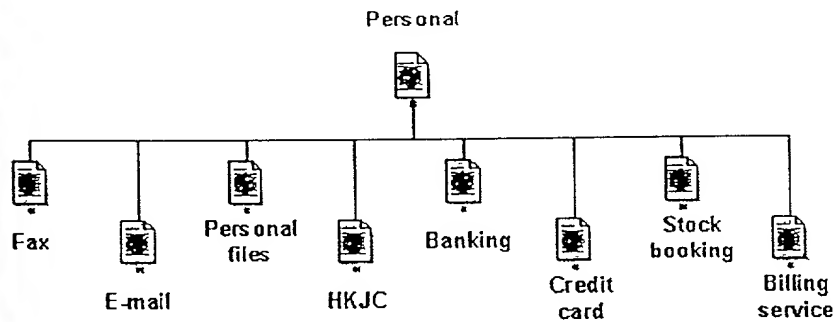 Personal
Fax
E-mail
Personal
files
HKJC
Banking
Credit
card
Stock
booking
Billing
service